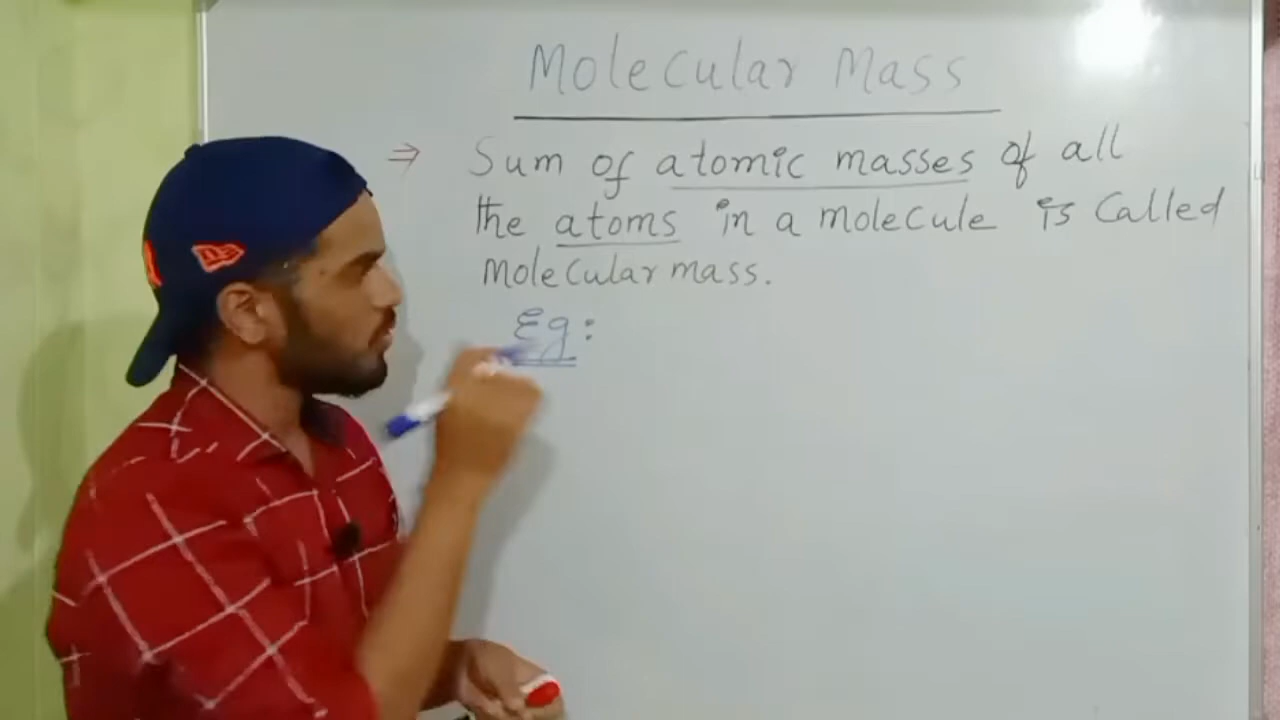 Molecular Mass
⇒ Sum of atomic masses of all
the atoms in a molecule is called
molecular mass.
Eg: